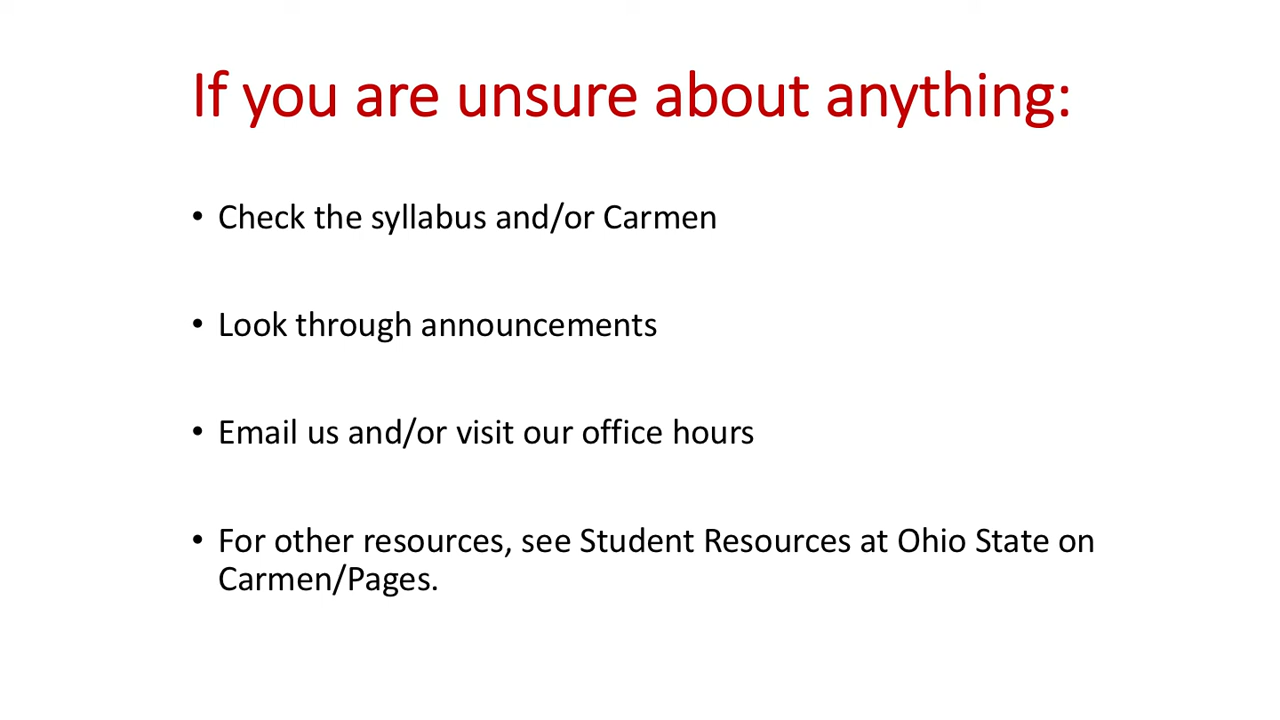 If you are unsure about anything:
• Check the syllabus and/or Carmen
• Look through announcements
• Email us and/or visit our office hours
• For other resources, see Student Resources at Ohio State on
Carmen/Pages.